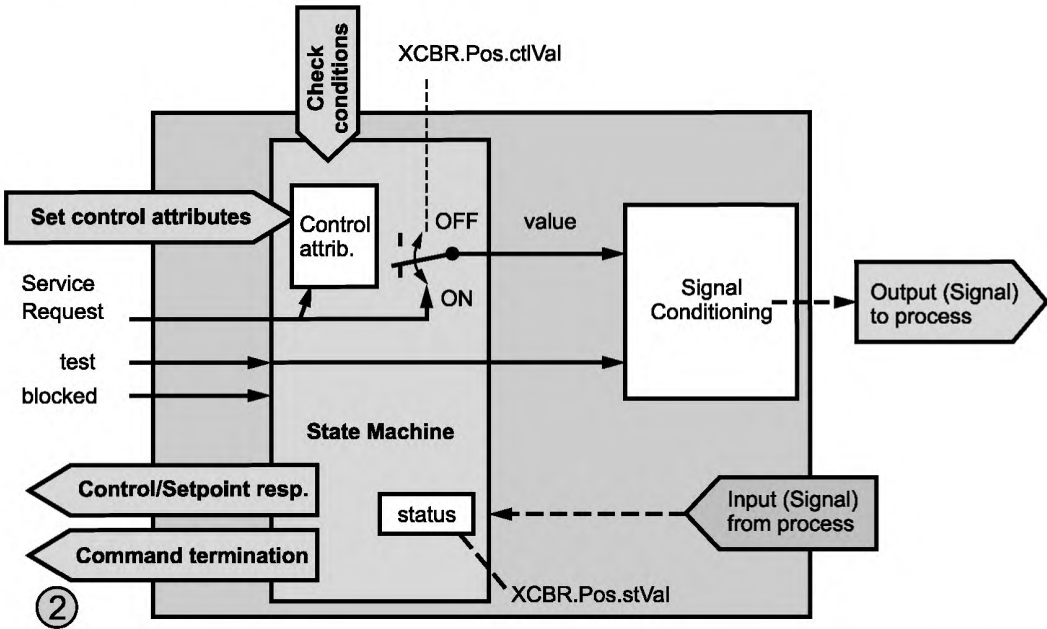 Check
conditions
XCBR.Pos.ctlVal
Set control attributes
Control
attrib.
OFF
value
ON
Service
Request
Signal
Conditioning
Output (Signal)
to process
test
blocked
State Machine
Control/Setpoint resp.
status
Input (Signal)
from process
Command termination
XCBR.Pos.stVal
2